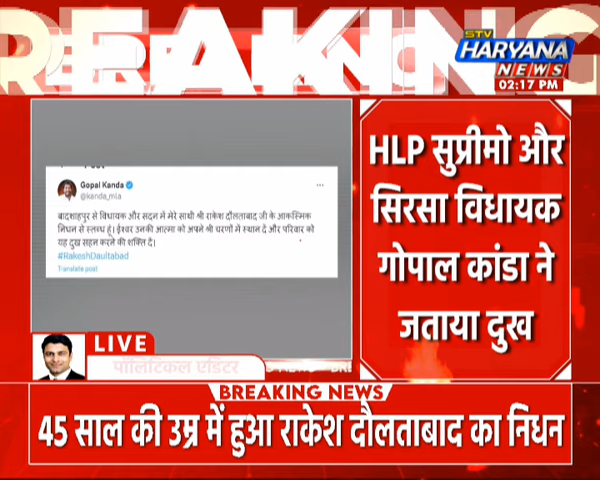 BREAKING
STV
HARYANA
NEWS
02:17 PM
Post
Gopal Kanda
@kanda_mla
बादशाहपुर से विधायक और सदन में मेरे साथी श्री राकेश दौलताबाद जी के आकस्मिक
निधन से स्तब्ध हूं। ईश्वर उनकी आत्मा को अपने श्री चरणों में स्थान दें और परिवार को
यह दुख सहन करने की शक्ति दें।
#RakeshDaultabad
Translate post
HLP सुप्रीमो और
सिरसा विधायक
गोपाल कांडा ने
जताया दुख
LIVE
पॉलिटिकल एडिटर
BREAKING NEWS
45 साल की उम्र में हुआ राकेश दौलताबाद का निधन